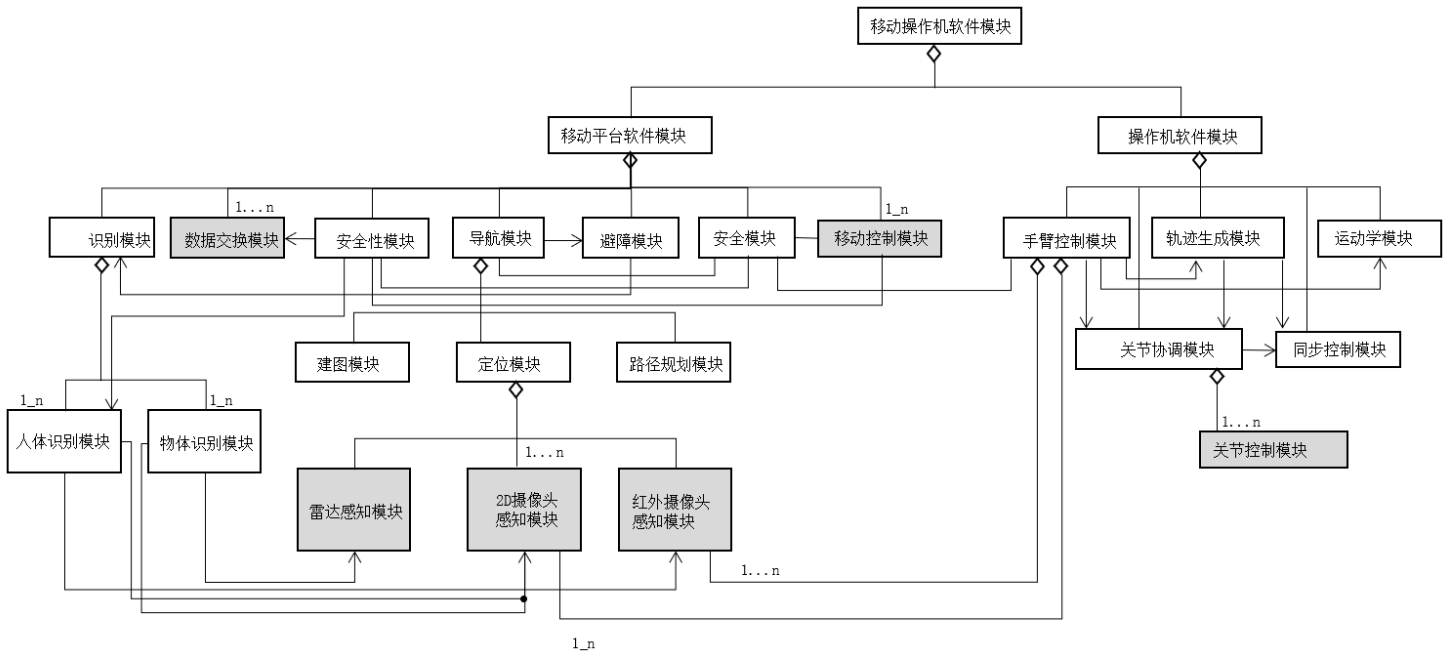 移动操作机软件模块
移动平台软件模块
操作机软件模块
1...n
1_n
识别模块
数据交换模块
安全性模块
导航模块
避障模块
安全模块
移动控制模块
手臂控制模块
轨迹生成模块
运动学模块
建图模块
定位模块
路径规划模块
关节协调模块
同步控制模块
1_n
1_n
人体识别模块
物体识别模块
1...n
1...n
关节控制模块
雷达感知模块
2D摄像头
感知模块
红外摄像头
感知模块
1...n
1_n